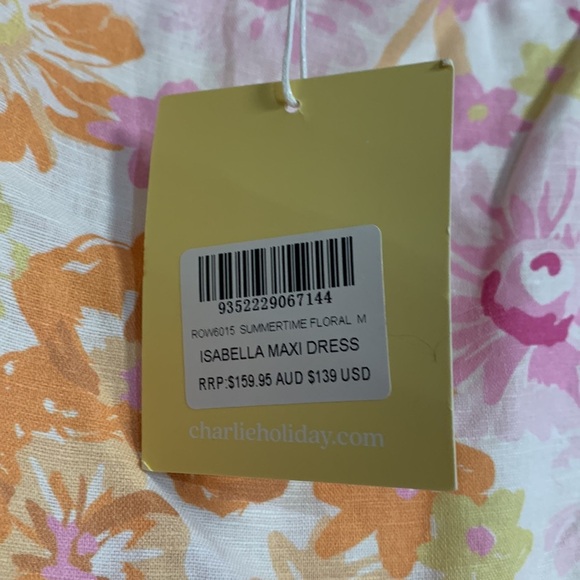 9352229067144
ROW6015 SUMMERTIME FLORAL M
ISABELLA MAXI DRESS
RRP:$159.95 AUD $139 USD
charlieholiday.com